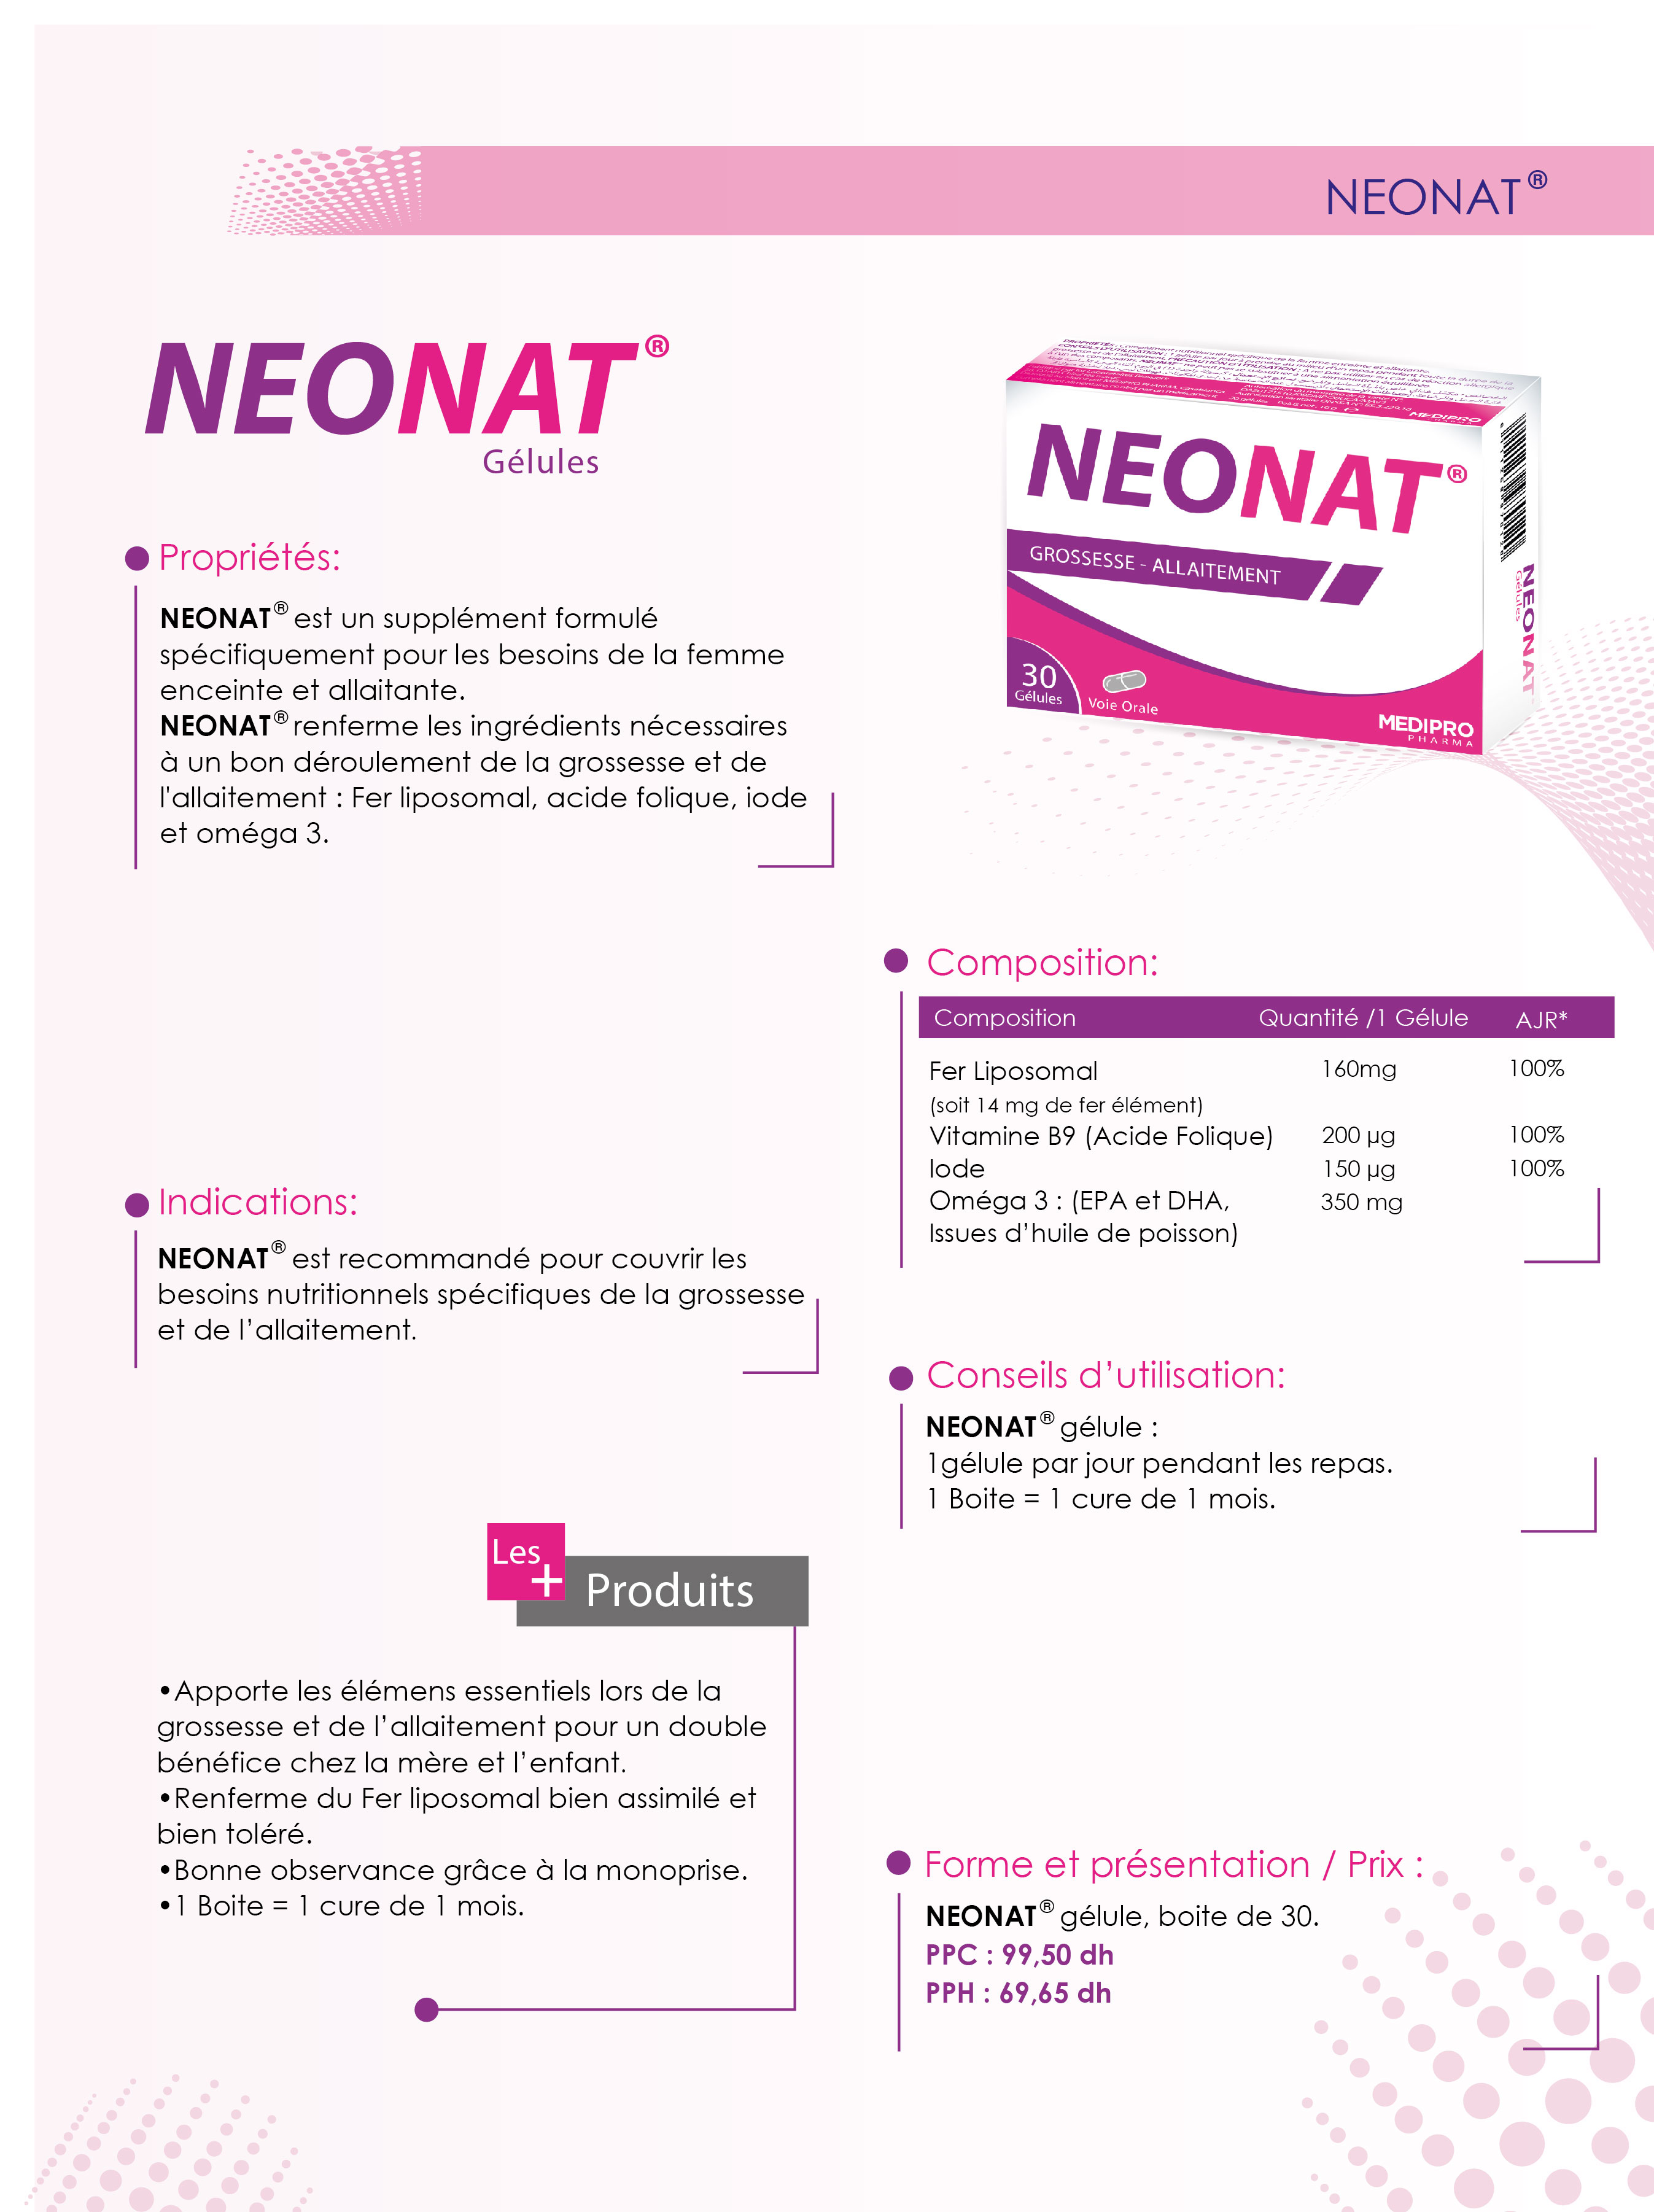 NEONAT®
NEONAT®
Gélules
Propriétés:
NEONAT® est un supplément formulé
spécifiquement pour les besoins de la femme
enceinte et allaitante.
NEONAT® renferme les ingrédients nécessaires
à un bon déroulement de la grossesse et de
l'allaitement : Fer liposomal, acide folique, iode
et oméga 3.
NEONAT®
GROSSESSE - ALLAITEMENT
30
Gélules
Voie Orale
MEDIPRO
PHARMA
MEDIPRO
NEONAT
Gélules
Composition:
Composition Quantité /1 Gélule AJR*
Fer Liposomal 160mg 100%
(soit 14 mg de fer élément)
Vitamine B9 (Acide Folique) 200 µg 100%
Iode 150 µg 100%
Oméga 3 : (EPA et DHA, 350 mg
Issues d’huile de poisson)
Indications:
NEONAT® est recommandé pour couvrir les
besoins nutritionnels spécifiques de la grossesse
et de l’allaitement.
Conseils d’utilisation:
NEONAT® gélule :
1gélule par jour pendant les repas.
1 Boite = 1 cure de 1 mois.
Les +
Produits
•Apporte les élémens essentiels lors de la
grossesse et de l’allaitement pour un double
bénéfice chez la mère et l’enfant.
•Renferme du Fer liposomal bien assimilé et
bien toléré.
•Bonne observance grâce à la monoprise.
•1 Boite = 1 cure de 1 mois.
Forme et présentation / Prix :
NEONAT® gélule, boite de 30.
PPC : 99,50 dh
PPH : 69,65 dh